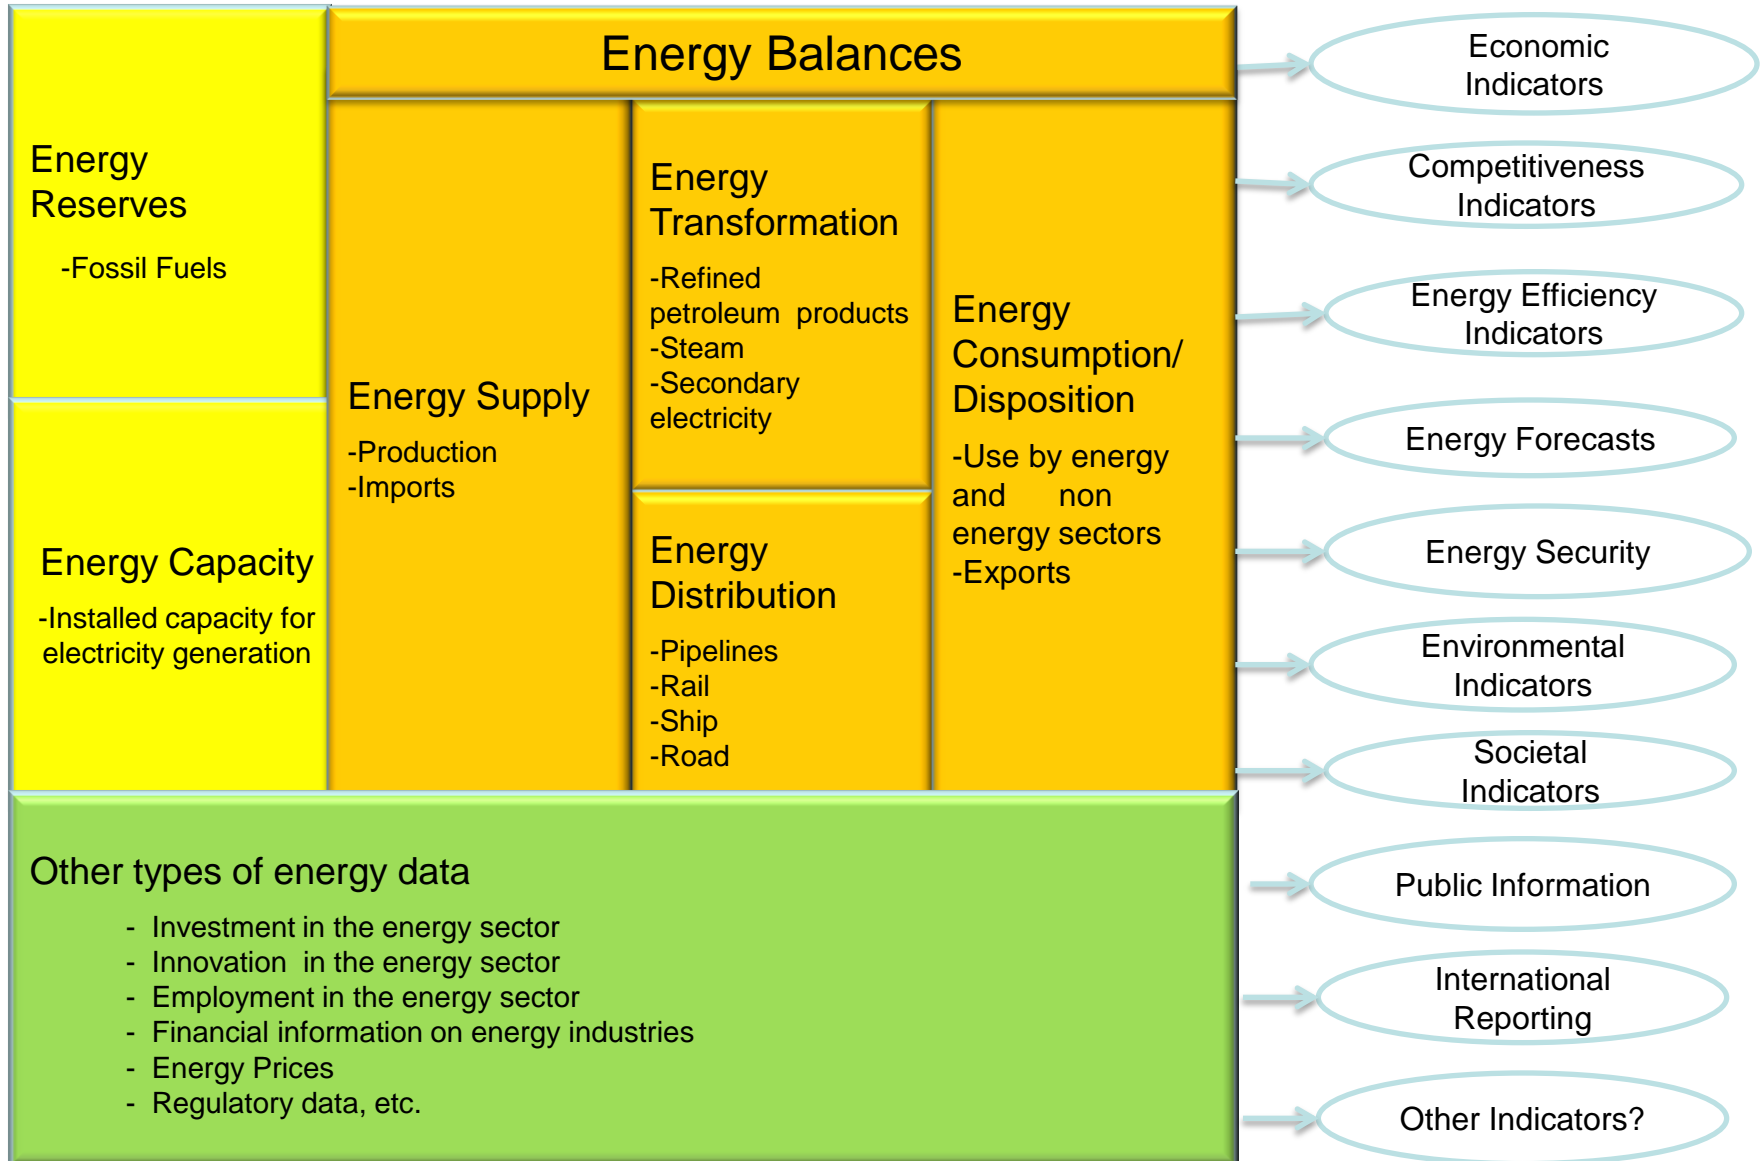 Energy Balances
Energy
Reserves
-Fossil Fuels
Energy Capacity
-Installed capacity for
electricity generation
Energy Supply
-Production
-Imports
Energy
Transformation
-Refined
petroleum products
-Steam
-Secondary
electricity
Energy
Distribution
-Pipelines
-Rail
-Ship
-Road
Energy
Consumption/
Disposition
-Use by energy
and non
energy sectors
-Exports
Other types of energy data
- Investment in the energy sector
- Innovation in the energy sector
- Employment in the energy sector
- Financial information on energy industries
- Energy Prices
- Regulatory data, etc.
Economic
Indicators
Competitiveness
Indicators
Energy Efficiency
Indicators
Energy Forecasts
Energy Security
Environmental
Indicators
Societal
Indicators
Public Information
International
Reporting
Other Indicators?